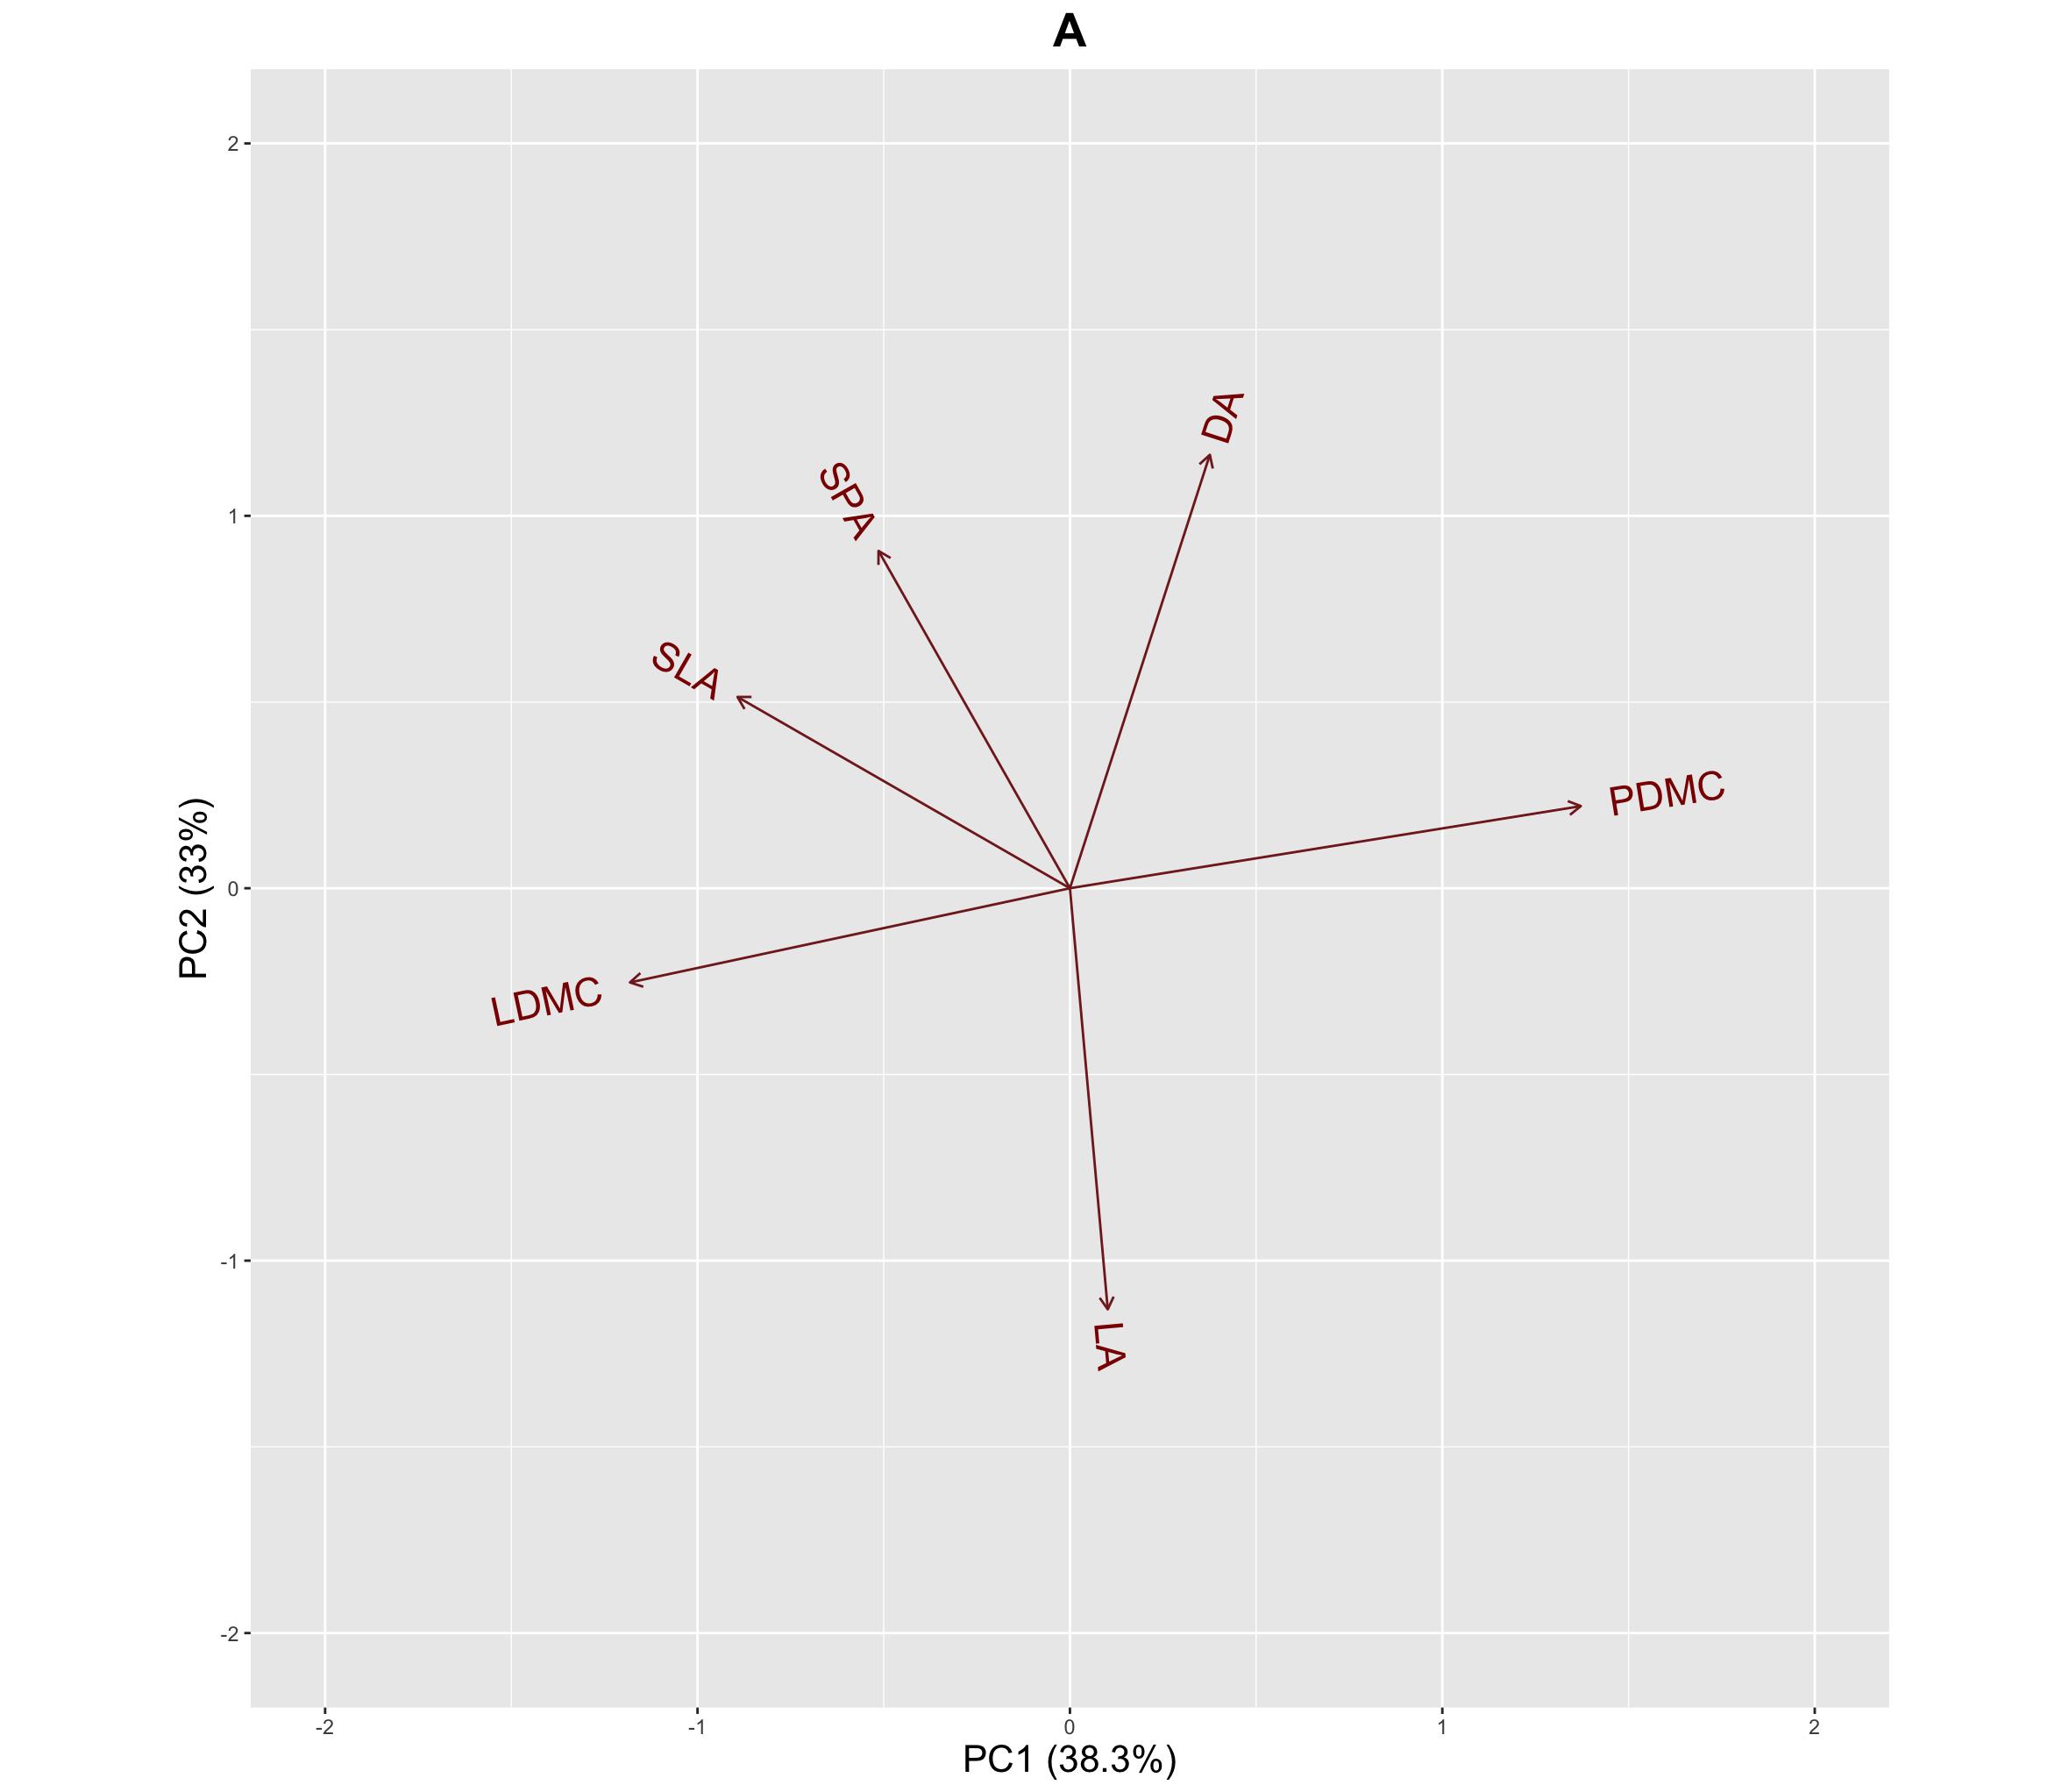 A
2
1
0
-1
-2
PC2 (33%)
DA
SPA
SLA
PDMC
LDMC
LA
-2 -1 0 1 2
PC1 (38.3%)